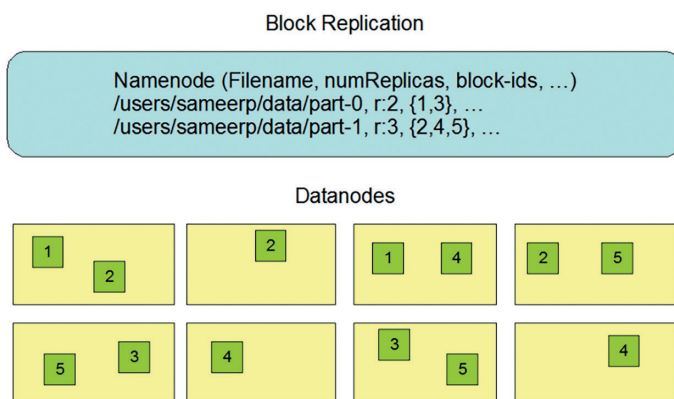 Block Replication
Namenode (Filename, numReplicas, block-ids, ...)
/users/sameerp/data/part-0, r:2, {1,3}, ...
/users/sameerp/data/part-1, r:3, {2,4,5}, ...
Datanodes
1
2
2
1 4
2 5
5 3
4
3
5
4